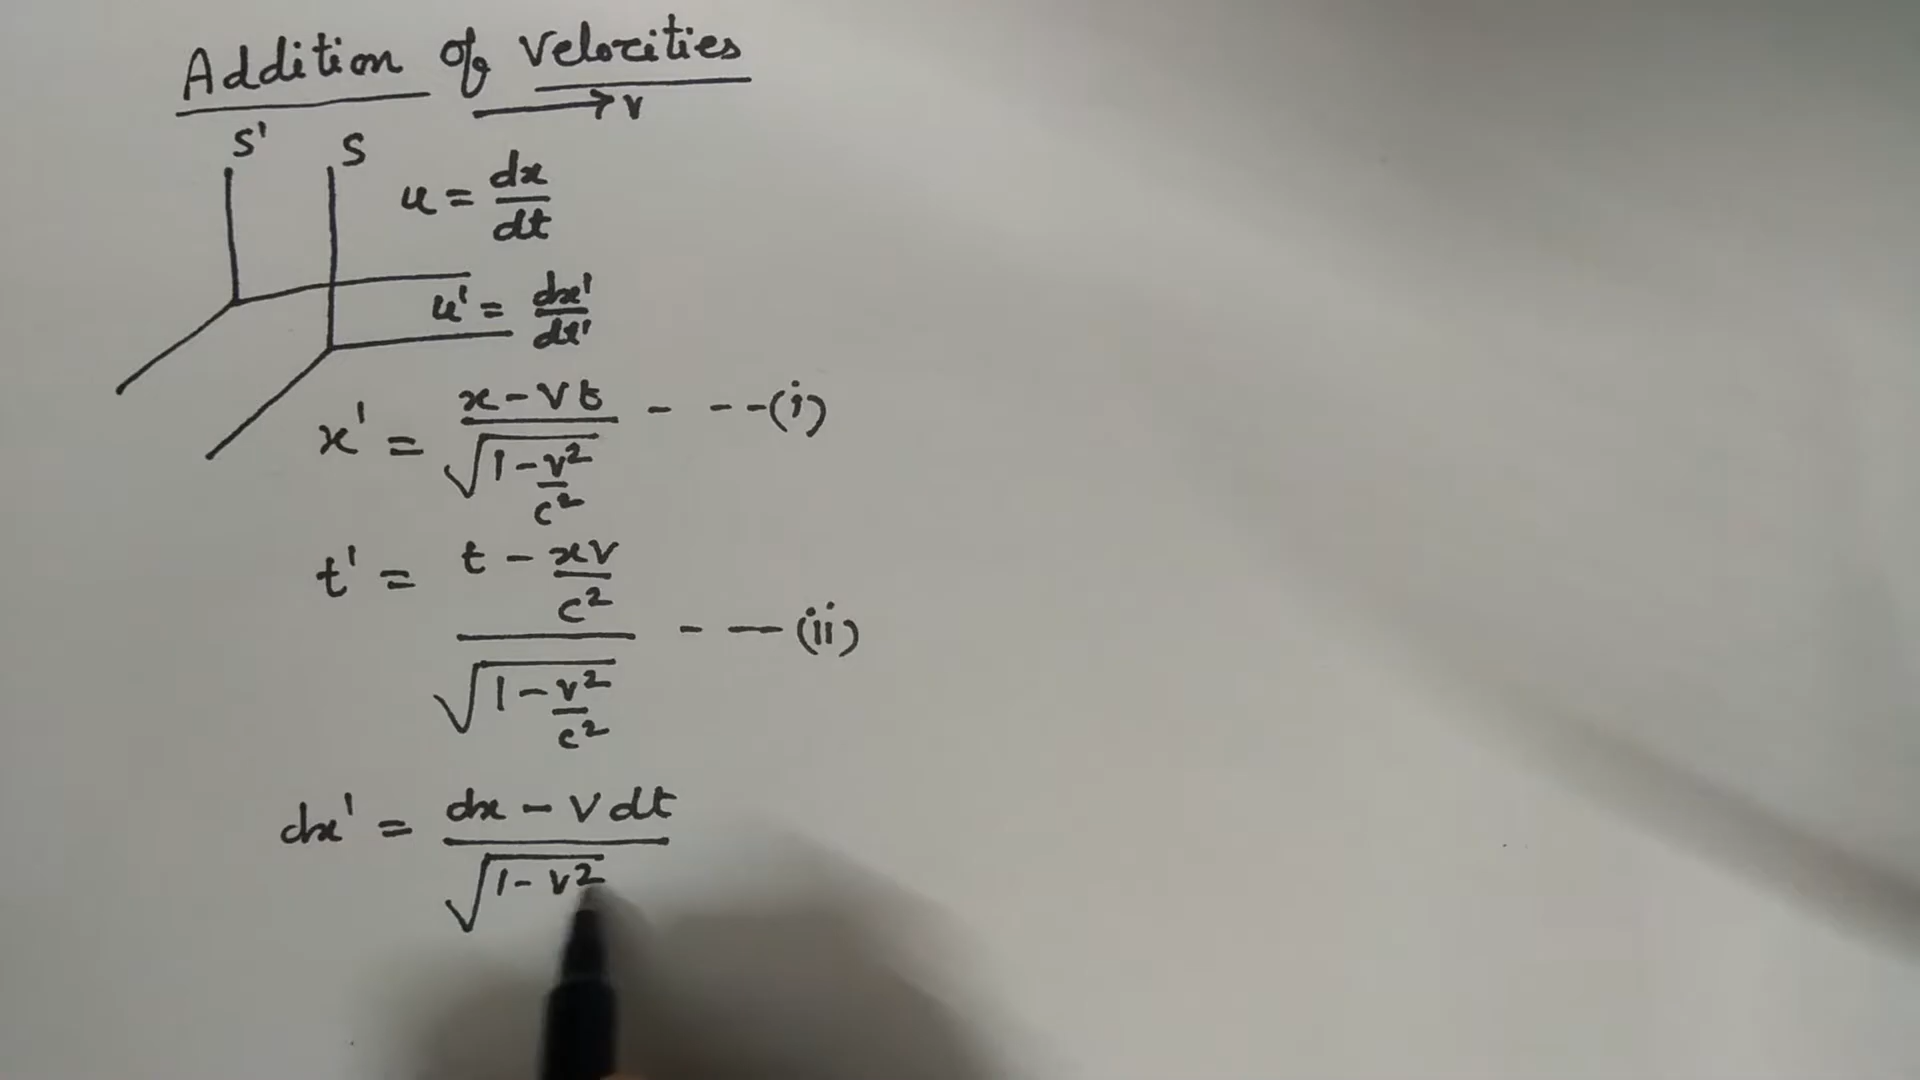 Addition of Velocities
→ v
S' S
u = dx/dt
u' = dx'/dt'
x' = (x - vt)/√(1 - v²/c²) - - - (i)
t' = (t - xv/c²)/√(1 - v²/c²) - — (ii)
dx' = (dx - v dt)/√(1 - v²